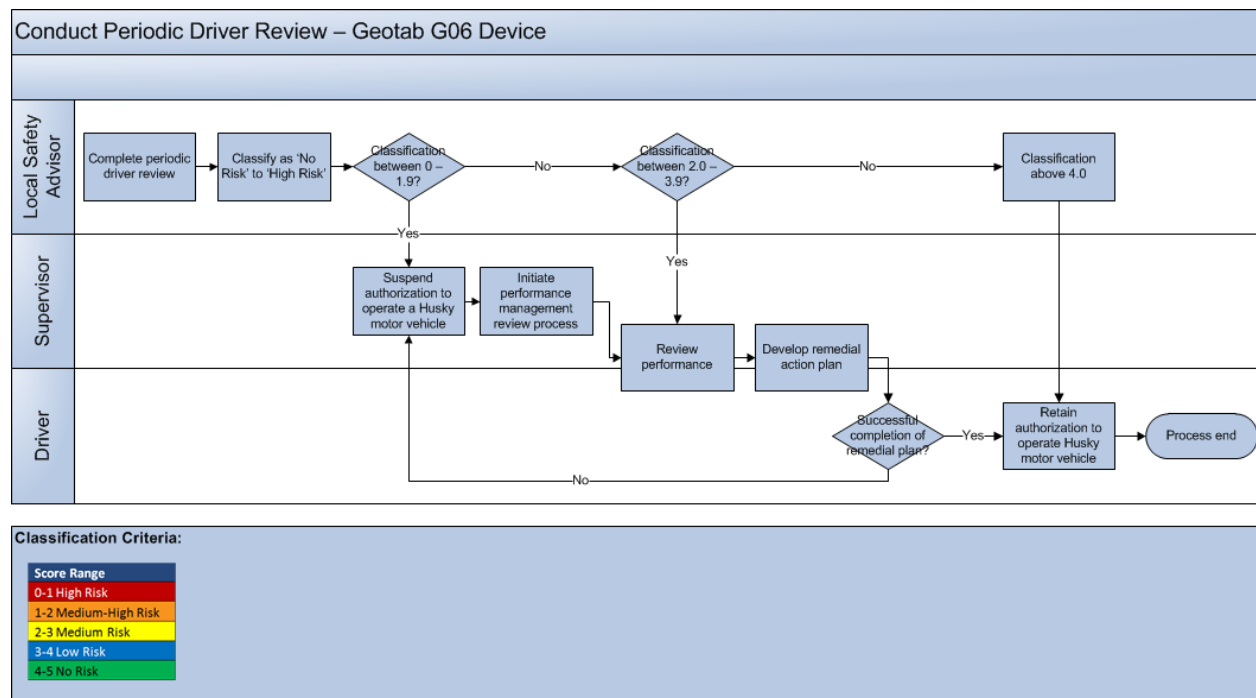 Conduct Periodic Driver Review – Geotab G06 Device
Local Safety
Advisor
Complete periodic
driver review
Classify as ‘No
Risk’ to ‘High Risk’
Classification
between 0 –
1.9?
No
Classification
between 2.0 –
3.9?
No
Classification
above 4.0
Yes
Yes
Supervisor
Suspend
authorization to
operate a Husky
motor vehicle
Initiate
performance
management
review process
Review
performance
Develop remedial
action plan
Driver
Successful
completion of
remedial plan?
Yes
Retain
authorization to
operate Husky
motor vehicle
Process end
No
Classification Criteria:
Score Range
0-1 High Risk
1-2 Medium-High Risk
2-3 Medium Risk
3-4 Low Risk
4-5 No Risk